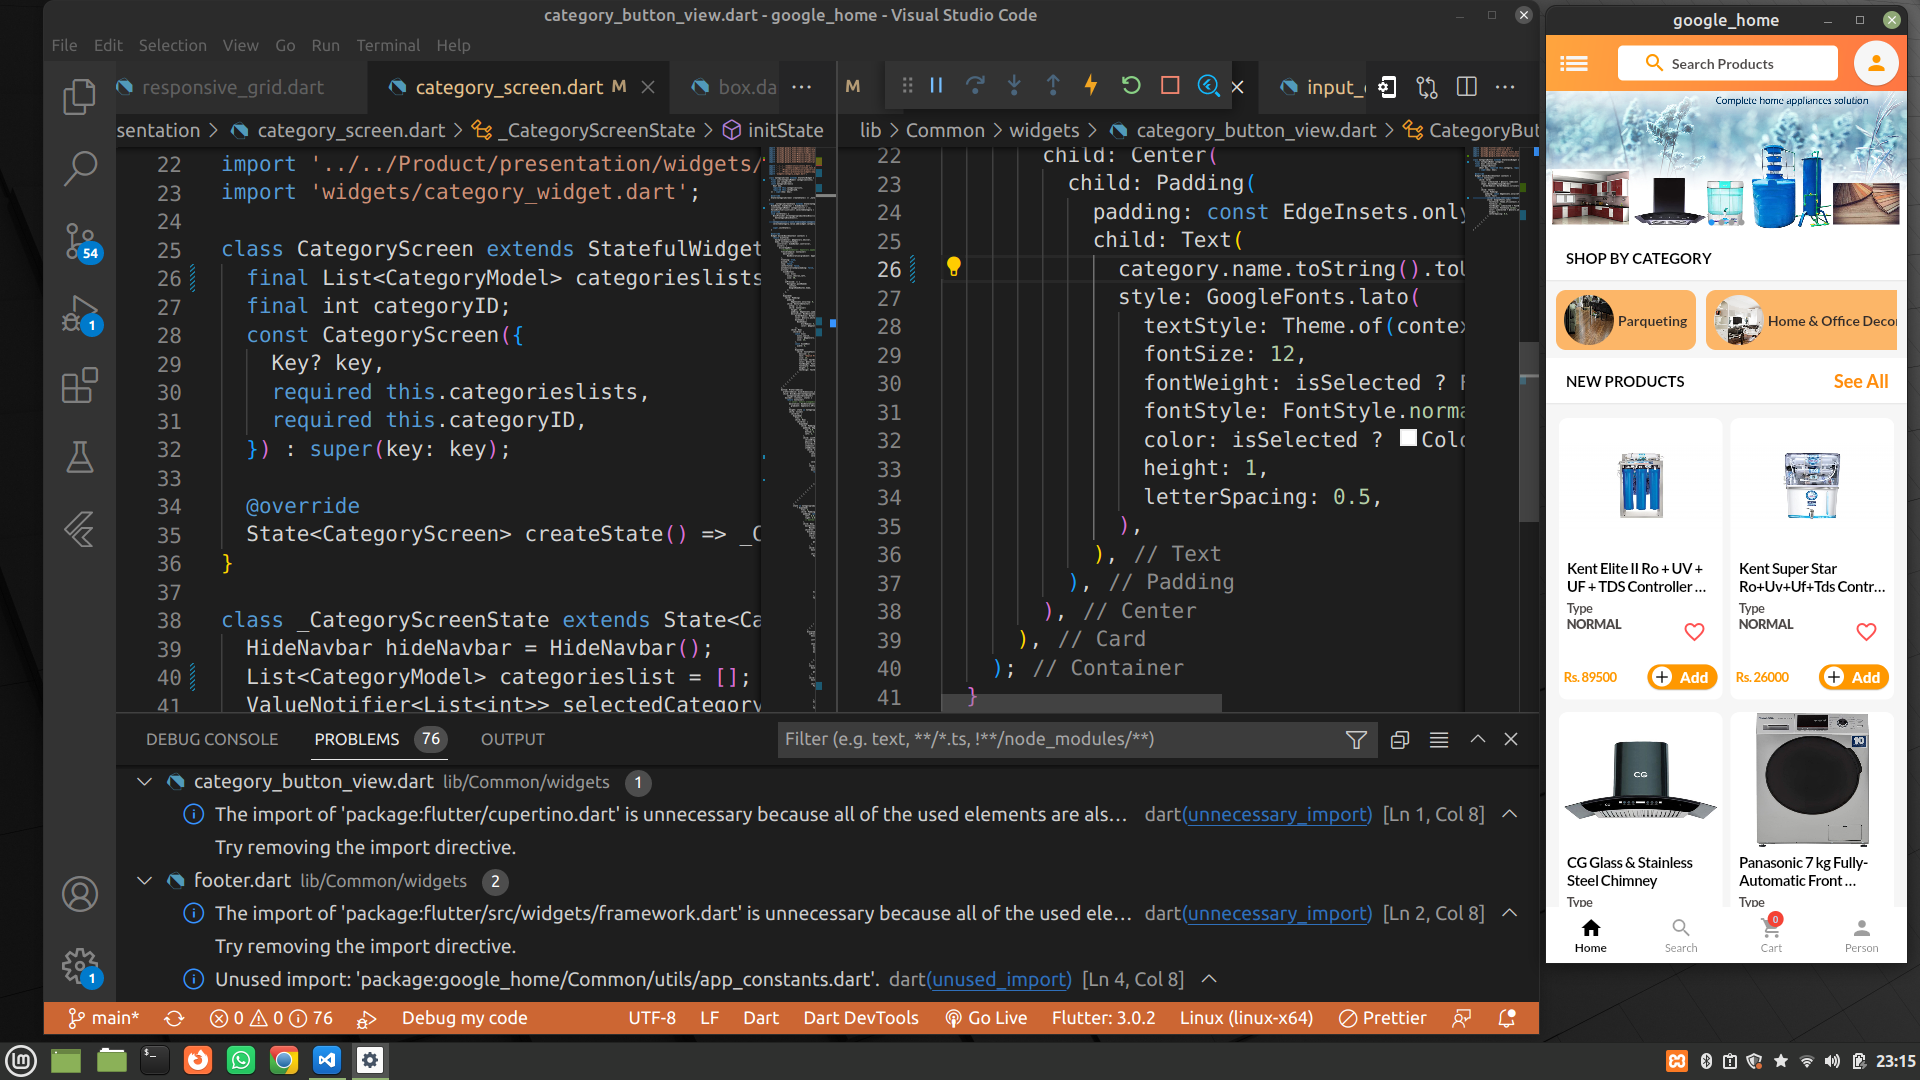 category_button_view.dart - google_home - Visual Studio Code
File Edit Selection View Go Run Terminal Help
responsive_grid.dart
category_screen.dart M
box.da
M
input_
sentation > category_screen.dart > _CategoryScreenState > initState
22 import '../../Product/presentation/widgets/
23 import 'widgets/category_widget.dart';
24
25 class CategoryScreen extends StatefulWidget
26 final List<CategoryModel> categorieslists
27 final int categoryID;
28 const CategoryScreen({
29 Key? key,
30 required this.categorieslists,
31 required this.categoryID,
32 }) : super(key: key);
33
34 @override
35 State<CategoryScreen> createState() => _C
36 }
37
38 class _CategoryScreenState extends State<Ca
39 HideNavbar hideNavbar = HideNavbar();
40 List<CategoryModel> categorieslist = [];
41 ValueNotifier<List<int>> selectedCategory
lib > Common > widgets > category_button_view.dart > CategoryBut
22 child: Center(
23 child: Padding(
24 padding: const EdgeInsets.only
25 child: Text(
26 category.name.toString().toU
27 style: GoogleFonts.lato(
28 textStyle: Theme.of(contex
29 fontSize: 12,
30 fontWeight: isSelected ? F
31 fontStyle: FontStyle.norma
32 color: isSelected ? Colo
33 height: 1,
34 letterSpacing: 0.5,
35 ),
36 ), // Text
37 ), // Padding
38 ), // Center
39 ), // Card
40 ); // Container
41 }
DEBUG CONSOLE PROBLEMS 76 OUTPUT
Filter (e.g. text, **/*.ts, !**/node_modules/**)
category_button_view.dart lib/Common/widgets 1
The import of 'package:flutter/cupertino.dart' is unnecessary because all of the used elements are als... dart(unnecessary_import) [Ln 1, Col 8]
Try removing the import directive.
footer.dart lib/Common/widgets 2
The import of 'package:flutter/src/widgets/framework.dart' is unnecessary because all of the used ele... dart(unnecessary_import) [Ln 2, Col 8]
Try removing the import directive.
Unused import: 'package:google_home/Common/utils/app_constants.dart'. dart(unused_import) [Ln 4, Col 8]
54
1
1
main* 0 0 76 Debug my code UTF-8 LF Dart Dart DevTools Go Live Flutter: 3.0.2 Linux (linux-x64) Prettier
google_home
Search Products
Complete home appliances solution
SHOP BY CATEGORY
Parqueting
Home & Office Decor
NEW PRODUCTS See All
Kent Elite II Ro + UV +
UF + TDS Controller ...
Type
NORMAL
Rs. 89500
Add
Kent Super Star
Ro+Uv+Uf+Tds Contr...
Type
NORMAL
Rs. 26000
Add
CG
CG Glass & Stainless
Steel Chimney
Type
10
Panasonic 7 kg Fully-
Automatic Front ...
Type
0
Home Search Cart Person
23:15